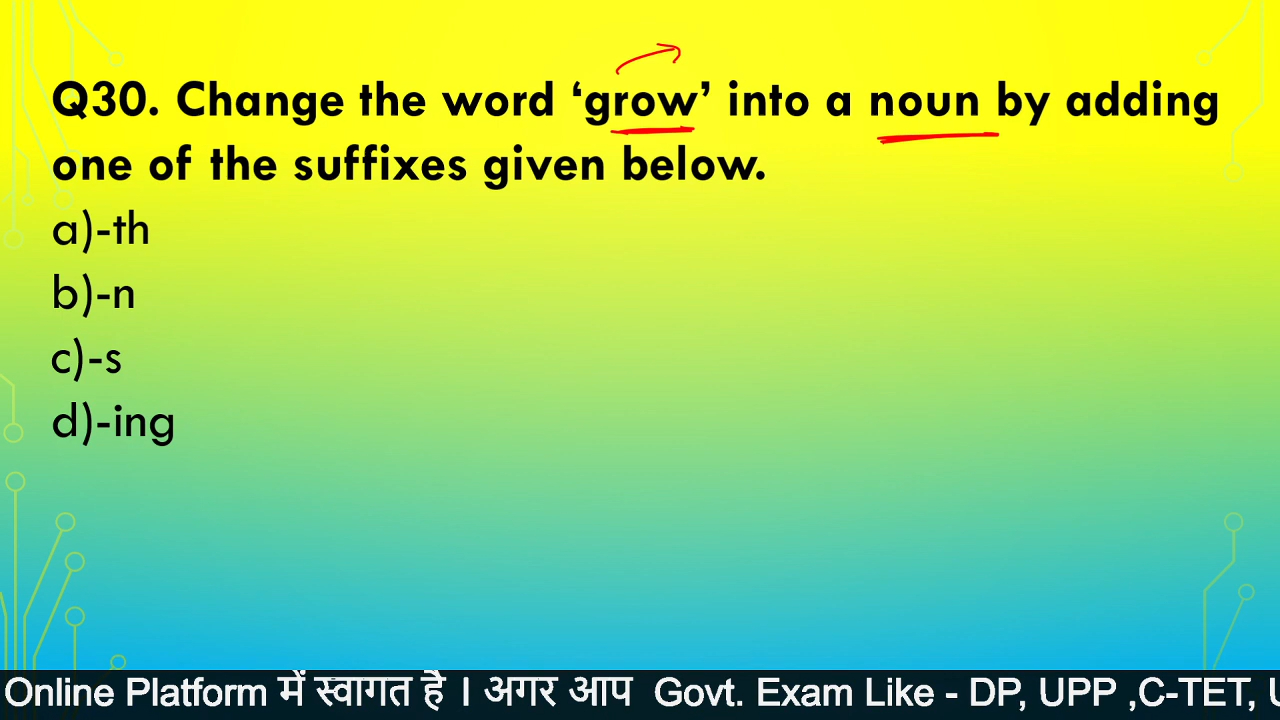 Q30. Change the word ‘grow’ into a noun by adding
one of the suffixes given below.
a)-th
b)-n
c)-s
d)-ing
Online Platform में स्वागत है । अगर आप Govt. Exam Like - DP, UPP ,C-TET, U